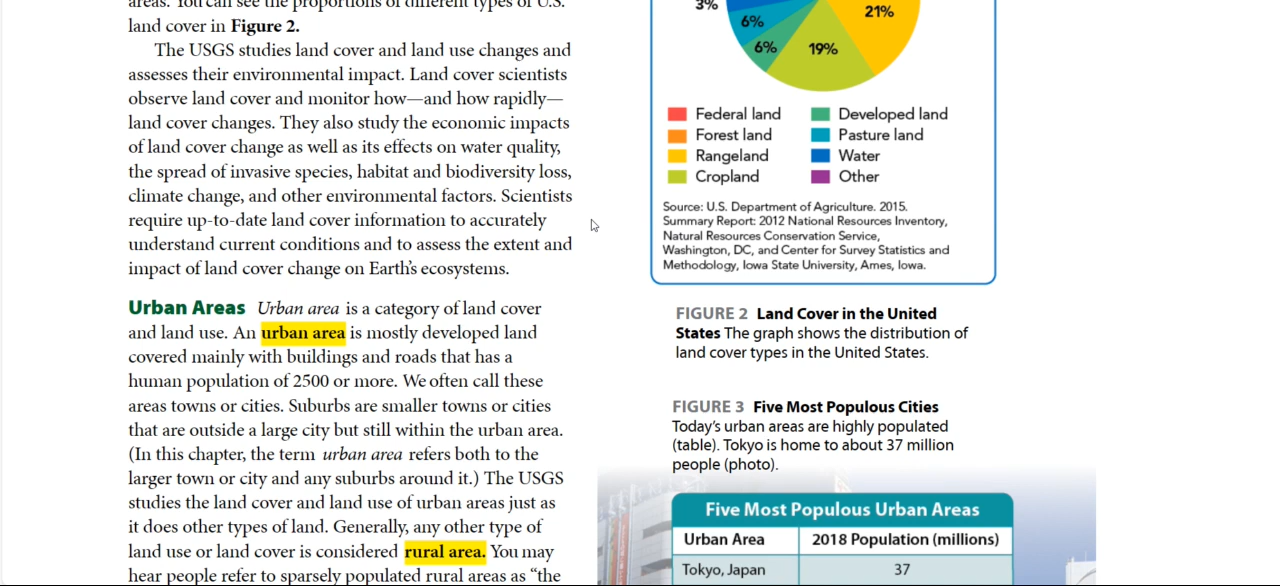 areas. You can see the proportions of different types of U.S.
land cover in Figure 2.
The USGS studies land cover and land use changes and
assesses their environmental impact. Land cover scientists
observe land cover and monitor how—and how rapidly—
land cover changes. They also study the economic impacts
of land cover change as well as its effects on water quality,
the spread of invasive species, habitat and biodiversity loss,
climate change, and other environmental factors. Scientists
require up-to-date land cover information to accurately
understand current conditions and to assess the extent and
impact of land cover change on Earth's ecosystems.
Urban Areas Urban area is a category of land cover
and land use. An urban area is mostly developed land
covered mainly with buildings and roads that has a
human population of 2500 or more. We often call these
areas towns or cities. Suburbs are smaller towns or cities
that are outside a large city but still within the urban area.
(In this chapter, the term urban area refers both to the
larger town or city and any suburbs around it.) The USGS
studies the land cover and land use of urban areas just as
it does other types of land. Generally, any other type of
land use or land cover is considered rural area. You may
hear people refer to sparsely populated rural areas as “the
3%
6%
6%
19%
21%
Federal land
Forest land
Rangeland
Cropland
Developed land
Pasture land
Water
Other
Source: U.S. Department of Agriculture. 2015.
Summary Report: 2012 National Resources Inventory,
Natural Resources Conservation Service,
Washington, DC, and Center for Survey Statistics and
Methodology, Iowa State University, Ames, Iowa.
FIGURE 2 Land Cover in the United
States The graph shows the distribution of
land cover types in the United States.
FIGURE 3 Five Most Populous Cities
Today's urban areas are highly populated
(table). Tokyo is home to about 37 million
people (photo).
Five Most Populous Urban Areas
Urban Area 2018 Population (millions)
Tokyo, Japan 37